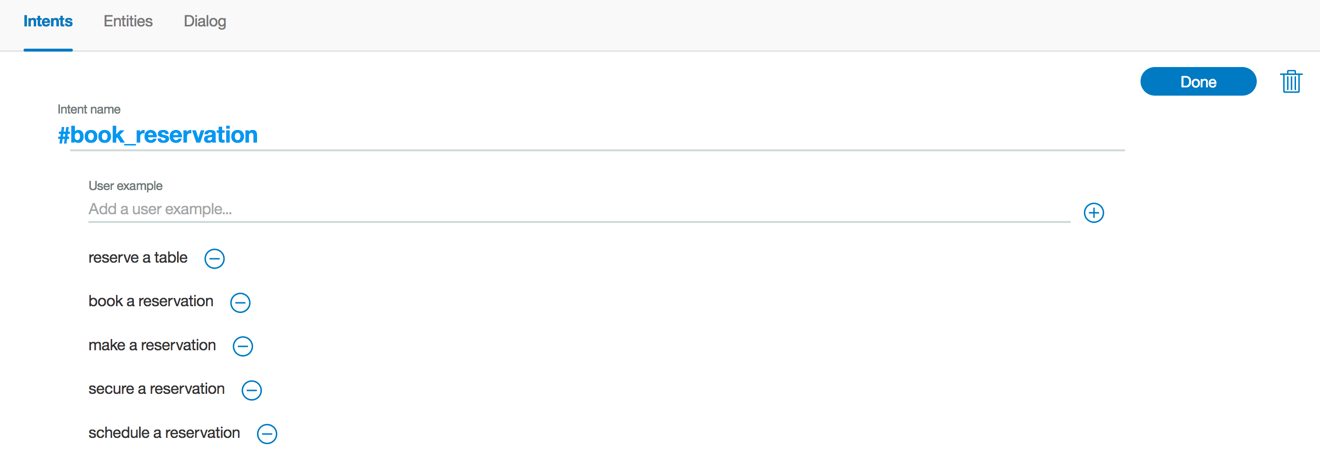 Intents Entities Dialog
Done
Intent name
#book_reservation
User example
Add a user example...
reserve a table
book a reservation
make a reservation
secure a reservation
schedule a reservation